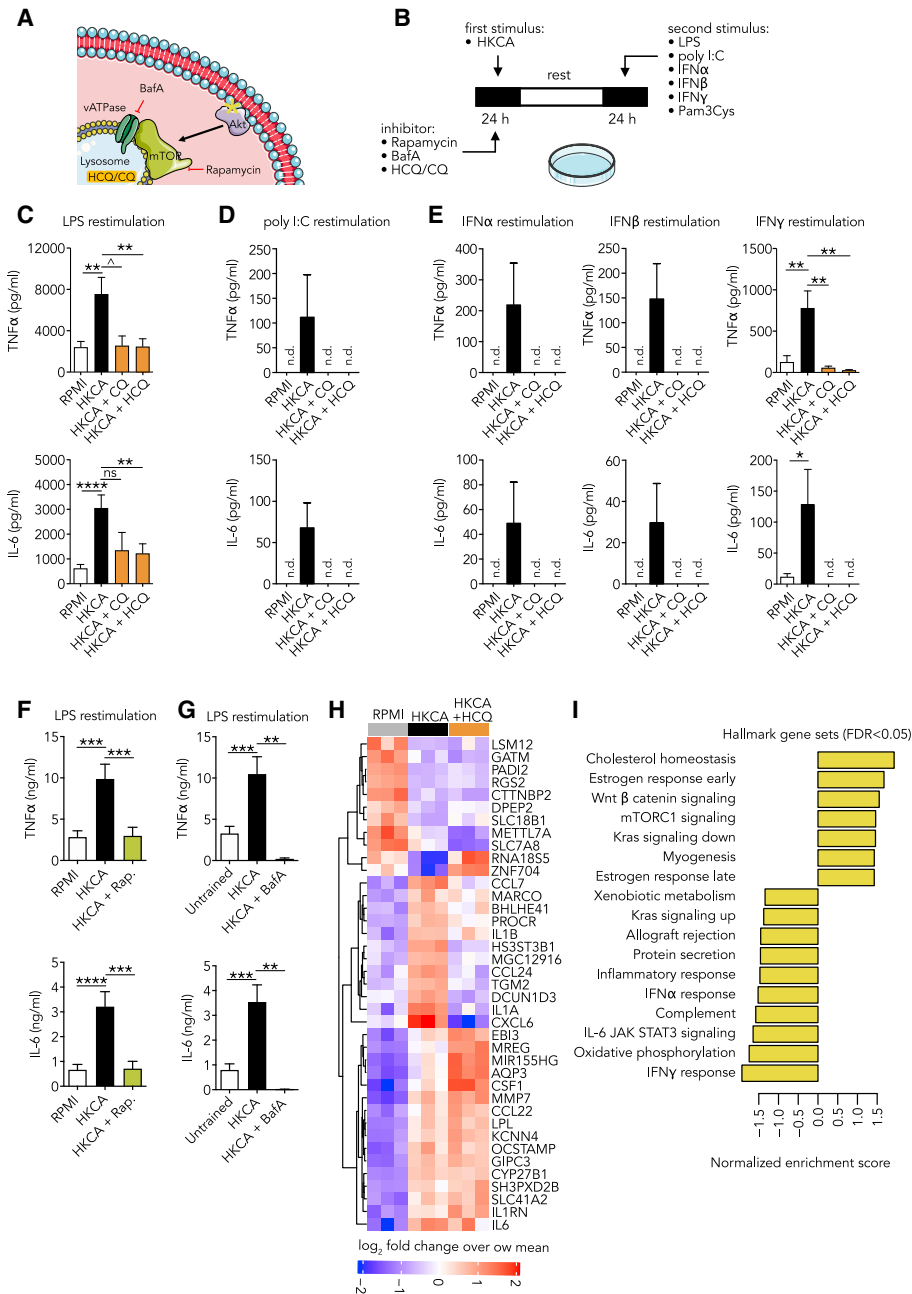 A
BafA
vATPase
Akt
mTOR
Lysosome
HCQ/CQ
Rapamycin
B
first stimulus:
• HKCA
second stimulus:
• LPS
• poly I:C
• IFNα
• IFNβ
• IFNγ
• Pam3Cys
rest
24 h
24 h
inhibitor:
• Rapamycin
• BafA
• HCQ/CQ
C
LPS restimulation
TNFα (pg/ml)
12000
8000
4000
0
**
^
**
RPMI
HKCA
HKCA + CQ
HKCA + HCQ
IL-6 (pg/ml)
5000
4000
3000
2000
1000
0
****
ns
**
RPMI
HKCA
HKCA + CQ
HKCA + HCQ
D
poly I:C restimulation
TNFα (pg/ml)
250
200
150
100
50
0
n.d.
n.d.
n.d.
RPMI
HKCA
HKCA + CQ
HKCA + HCQ
IL-6 (pg/ml)
150
100
50
0
n.d.
n.d.
n.d.
RPMI
HKCA
HKCA + CQ
HKCA + HCQ
E
IFNα restimulation
TNFα (pg/ml)
400
300
200
100
0
n.d.
n.d.
n.d.
RPMI
HKCA
HKCA + CQ
HKCA + HCQ
IL-6 (pg/ml)
100
80
60
40
20
0
n.d.
n.d.
n.d.
RPMI
HKCA
HKCA + CQ
HKCA + HCQ
IFNβ restimulation
TNFα (pg/ml)
250
200
150
100
50
0
n.d.
n.d.
n.d.
RPMI
HKCA
HKCA + CQ
HKCA + HCQ
IL-6 (pg/ml)
60
40
20
0
n.d.
n.d.
n.d.
RPMI
HKCA
HKCA + CQ
HKCA + HCQ
IFNγ restimulation
TNFα (pg/ml)
1500
1000
500
0
**
**
**
RPMI
HKCA
HKCA + CQ
HKCA + HCQ
IL-6 (pg/ml)
200
150
100
50
0
*
n.d.
n.d.
RPMI
HKCA
HKCA + CQ
HKCA + HCQ
F
LPS restimulation
TNFα (ng/ml)
15
10
5
0
***
***
RPMI
HKCA
HKCA + Rap.
IL-6 (ng/ml)
5
4
3
2
1
0
****
***
RPMI
HKCA
HKCA + Rap.
G
LPS restimulation
TNFα (ng/ml)
15
10
5
0
***
**
Untrained
HKCA
HKCA + BafA
IL-6 (ng/ml)
5
4
3
2
1
0
***
**
Untrained
HKCA
HKCA + BafA
H
RPMI
HKCA
HKCA
+HCQ
LSM12
GATM
PADI2
RGS2
CTTNBP2
DPEP2
SLC18B1
METTL7A
SLC7A8
RNA18S5
ZNF704
CCL7
MARCO
BHLHE41
PROCR
IL1B
HS3ST3B1
MGC12916
CCL24
TGM2
DCUN1D3
IL1A
CXCL6
EBI3
MREG
MIR155HG
AQP3
CSF1
MMP7
CCL22
LPL
KCNN4
OCSTAMP
GIPC3
CYP27B1
SH3PXD2B
SLC41A2
IL1RN
IL6
log2 fold change over ow mean
−2
−1
0
1
2
I
Hallmark gene sets (FDR<0.05)
Cholesterol homeostasis
Estrogen response early
Wnt β catenin signaling
mTORC1 signaling
Kras signaling down
Myogenesis
Estrogen response late
Xenobiotic metabolism
Kras signaling up
Allograft rejection
Protein secretion
Inflammatory response
IFNα response
Complement
IL-6 JAK STAT3 signaling
Oxidative phosphorylation
IFNγ response
−1.5
−1.0
−0.5
0.0
0.5
1.0
1.5
Normalized enrichment score